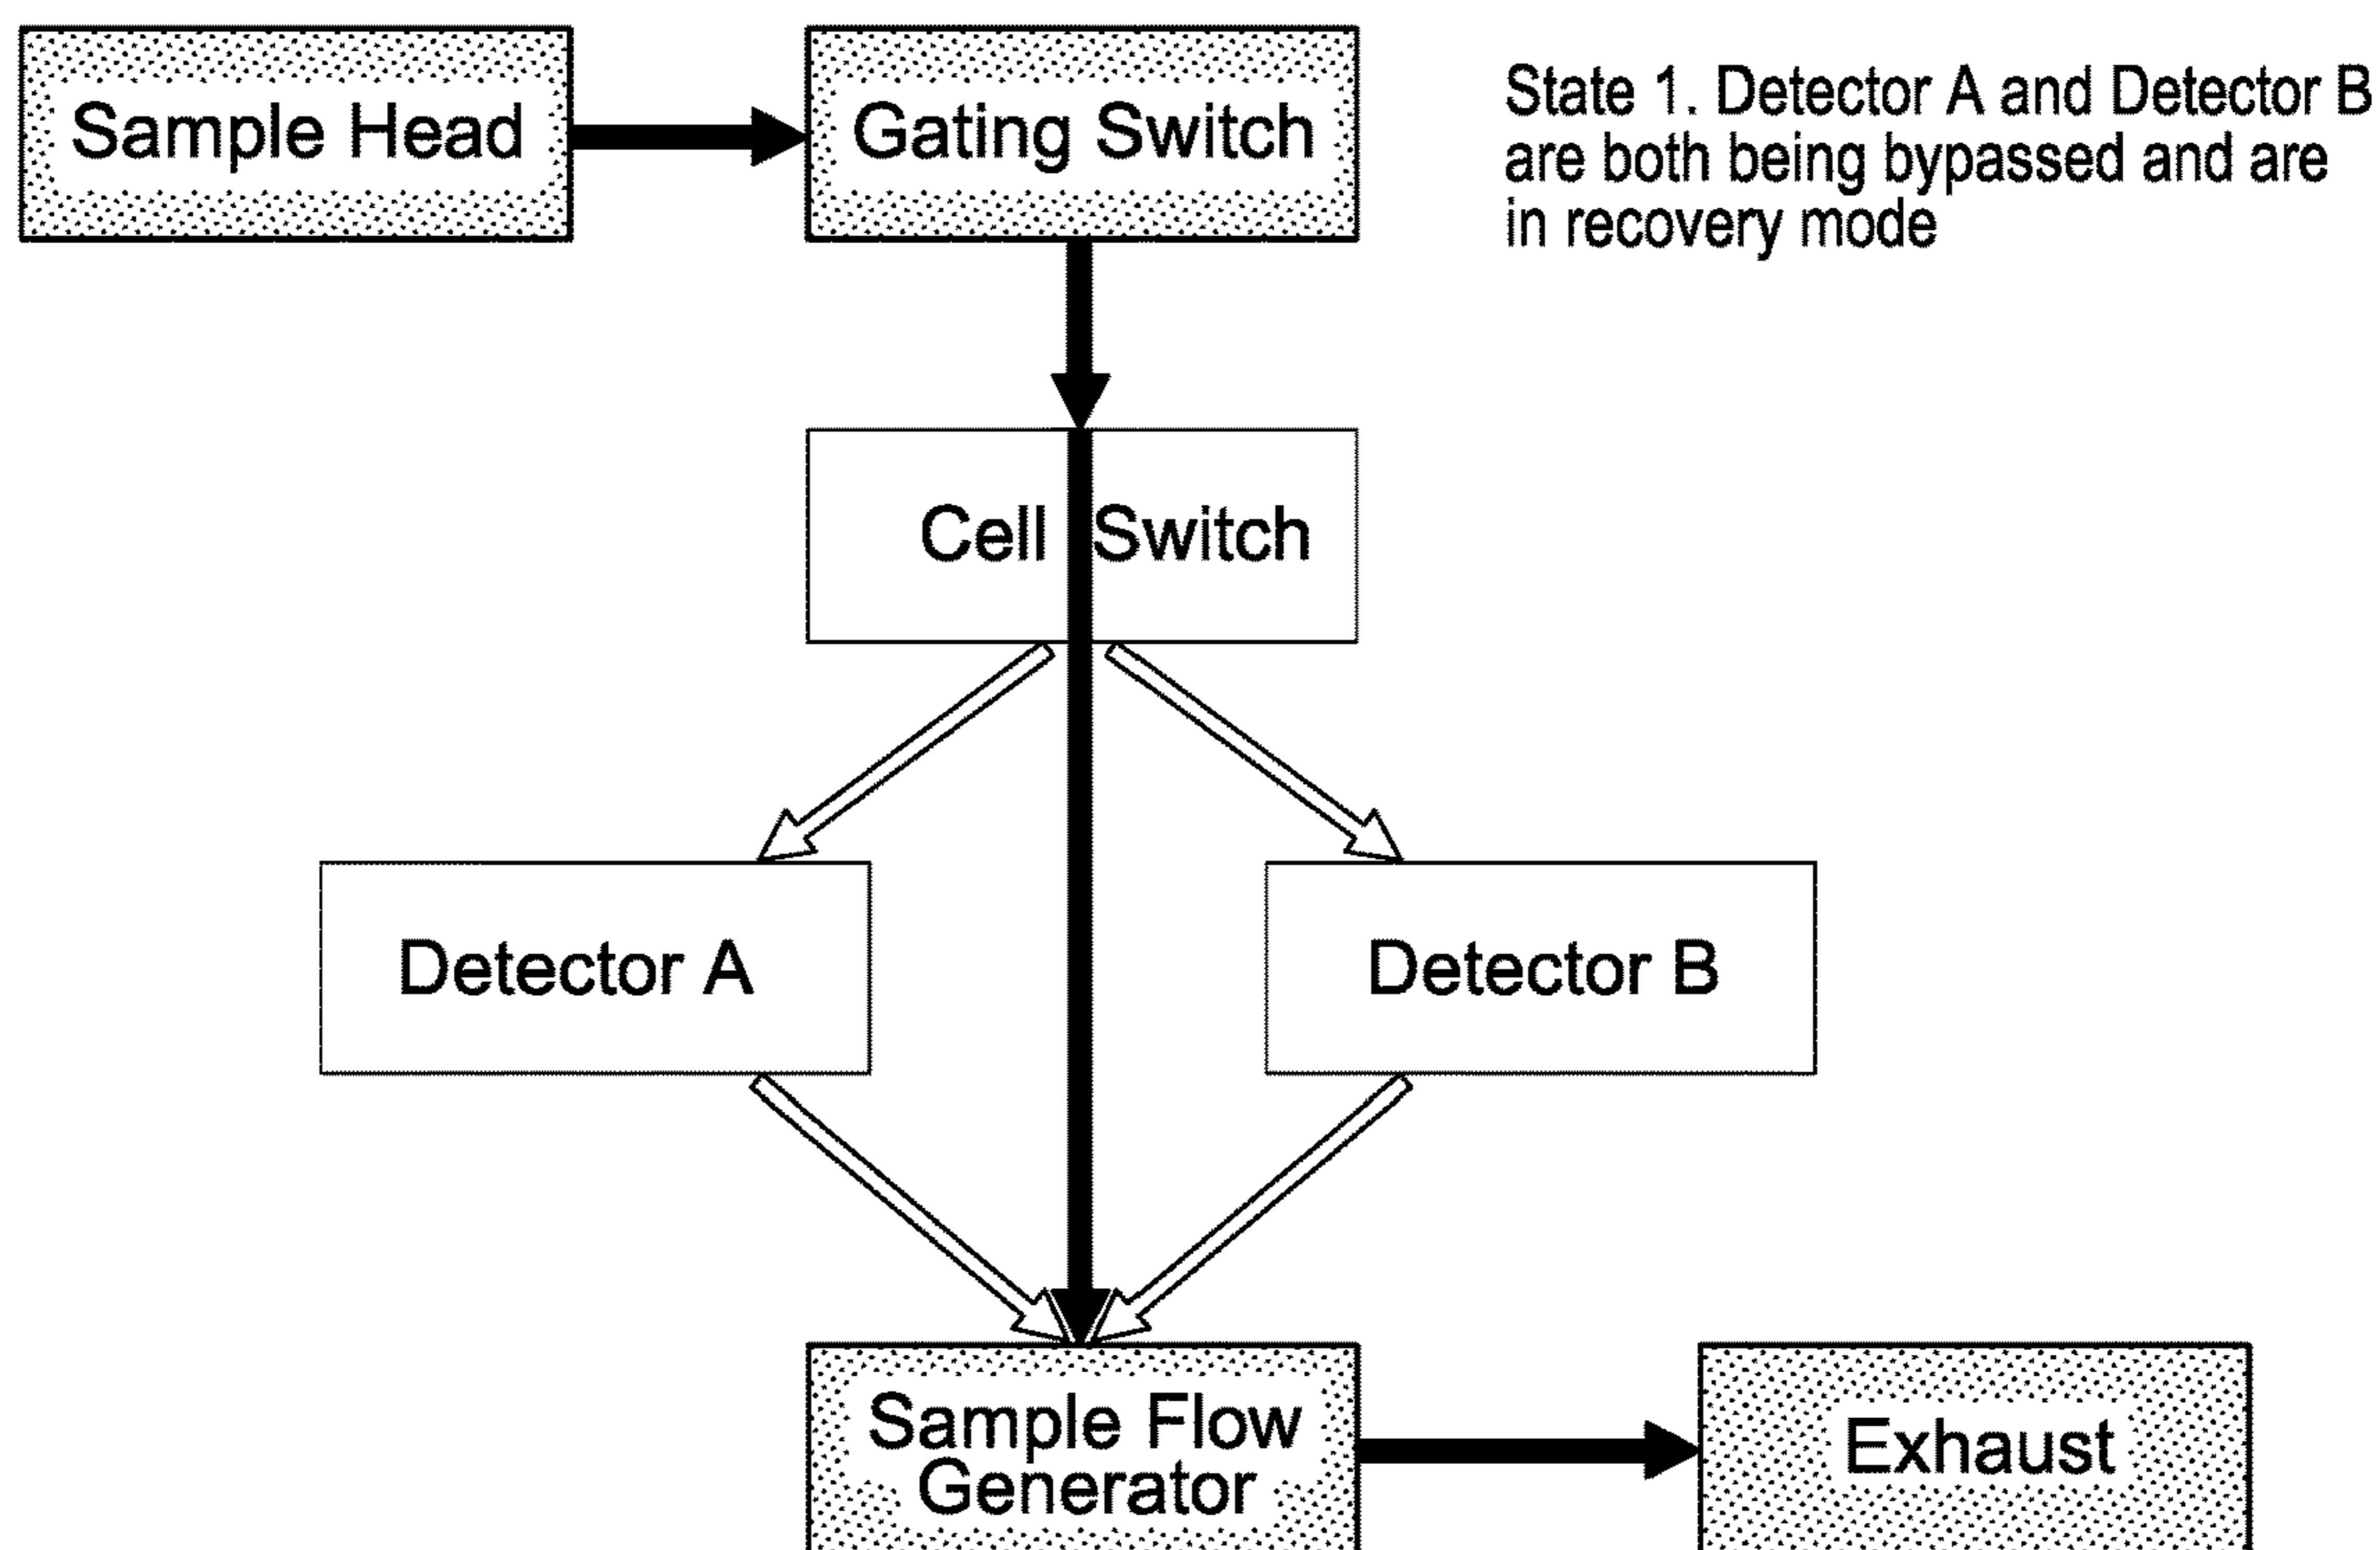 Sample Head
Gating Switch
State 1. Detector A and Detector B
are both being bypassed and are
in recovery mode
Cell Switch
Detector A
Detector B
Sample Flow
Generator
Exhaust